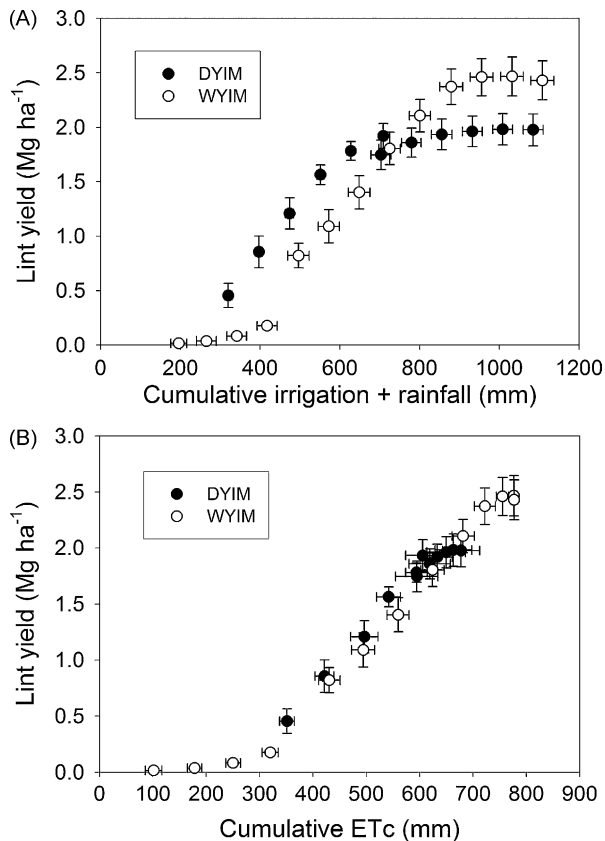 (A)
3.0
2.5
2.0
1.5
1.0
0.5
0.0
Lint yield (Mg ha⁻¹)
DYIM
WYIM
0 200 400 600 800 1000 1200
Cumulative irrigation + rainfall (mm)
(B)
3.0
2.5
2.0
1.5
1.0
0.5
0.0
Lint yield (Mg ha⁻¹)
DYIM
WYIM
0 100 200 300 400 500 600 700 800 900
Cumulative ETc (mm)